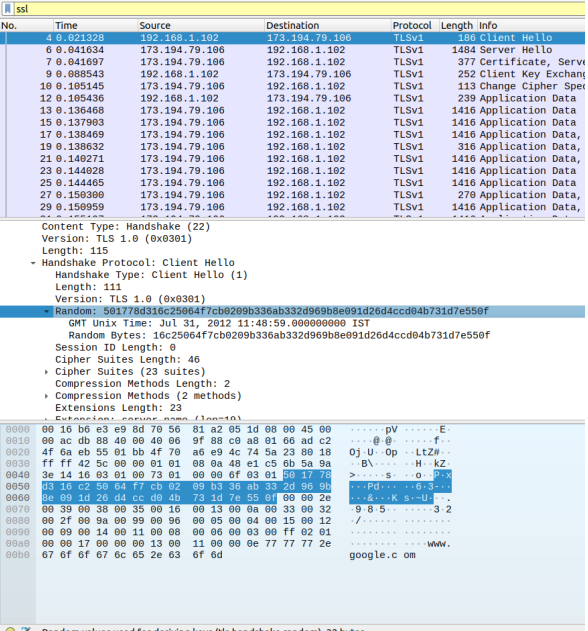 ssl
No. Time Source Destination Protocol Length Info
4 0.021328 192.168.1.102 173.194.79.106 TLSv1 186 Client Hello
6 0.041634 173.194.79.106 192.168.1.102 TLSv1 1484 Server Hello
7 0.041697 173.194.79.106 192.168.1.102 TLSv1 377 Certificate, Serve
9 0.088543 192.168.1.102 173.194.79.106 TLSv1 252 Client Key Exchang
10 0.105145 173.194.79.106 192.168.1.102 TLSv1 113 Change Cipher Spec
12 0.105436 192.168.1.102 173.194.79.106 TLSv1 239 Application Data
13 0.136468 173.194.79.106 192.168.1.102 TLSv1 1416 Application Data
15 0.137903 173.194.79.106 192.168.1.102 TLSv1 1416 Application Data,
17 0.138469 173.194.79.106 192.168.1.102 TLSv1 1416 Application Data,
19 0.138632 173.194.79.106 192.168.1.102 TLSv1 316 Application Data,
21 0.140271 173.194.79.106 192.168.1.102 TLSv1 1416 Application Data,
23 0.144028 173.194.79.106 192.168.1.102 TLSv1 1416 Application Data,
25 0.144465 173.194.79.106 192.168.1.102 TLSv1 1416 Application Data,
27 0.150300 173.194.79.106 192.168.1.102 TLSv1 270 Application Data,
29 0.150959 173.194.79.106 192.168.1.102 TLSv1 1416 Application Data,
Content Type: Handshake (22)
Version: TLS 1.0 (0x0301)
Length: 115
Handshake Protocol: Client Hello
Handshake Type: Client Hello (1)
Length: 111
Version: TLS 1.0 (0x0301)
Random: 501778d316c25064f7cb0209b336ab332d969b8e091d26d4ccd04b731d7e550f
GMT Unix Time: Jul 31, 2012 11:48:59.000000000 IST
Random Bytes: 16c25064f7cb0209b336ab332d969b8e091d26d4ccd04b731d7e550f
Session ID Length: 0
Cipher Suites Length: 46
Cipher Suites (23 suites)
Compression Methods Length: 2
Compression Methods (2 methods)
Extensions Length: 23
Extension: server_name (len=19)
0000 00 16 b6 e3 e9 8d 70 56 81 a2 05 1d 08 00 45 00 ······pV ······E·
0010 00 ac db 88 40 00 40 06 9f 88 c0 a8 01 66 ad c2 ····@·@· ·····f··
0020 4f 6a eb 55 01 bb 4f 70 a6 e9 4c 74 5a 23 80 18 Oj·U··Op ··LtZ#··
0030 ff ff 42 5c 00 00 01 01 08 0a 48 e1 c5 6b 5a 9a ··B\···· ··H··kZ·
0040 3e 14 16 03 01 00 73 01 00 00 6f 03 01 50 17 78 >·····s· ··o··P·x
0050 d3 16 c2 50 64 f7 cb 02 09 b3 36 ab 33 2d 96 9b ···Pd··· ··6·3-··
0060 8e 09 1d 26 d4 cc d0 4b 73 1d 7e 55 0f 00 00 2e ···&···K s·~U···.
0070 00 39 00 38 00 35 00 16 00 13 00 0a 00 33 00 32 ·9·8·5·· ·····3·2
0080 00 2f 00 9a 00 99 00 96 00 05 00 04 00 15 00 12 ·/······ ········
0090 00 09 00 14 00 11 00 08 00 06 00 03 00 ff 02 01 ········ ········
00a0 00 00 17 00 00 00 13 00 11 00 00 0e 77 77 77 2e ········ ····www.
00b0 67 6f 6f 67 6c 65 2e 63 6f 6d google.c om